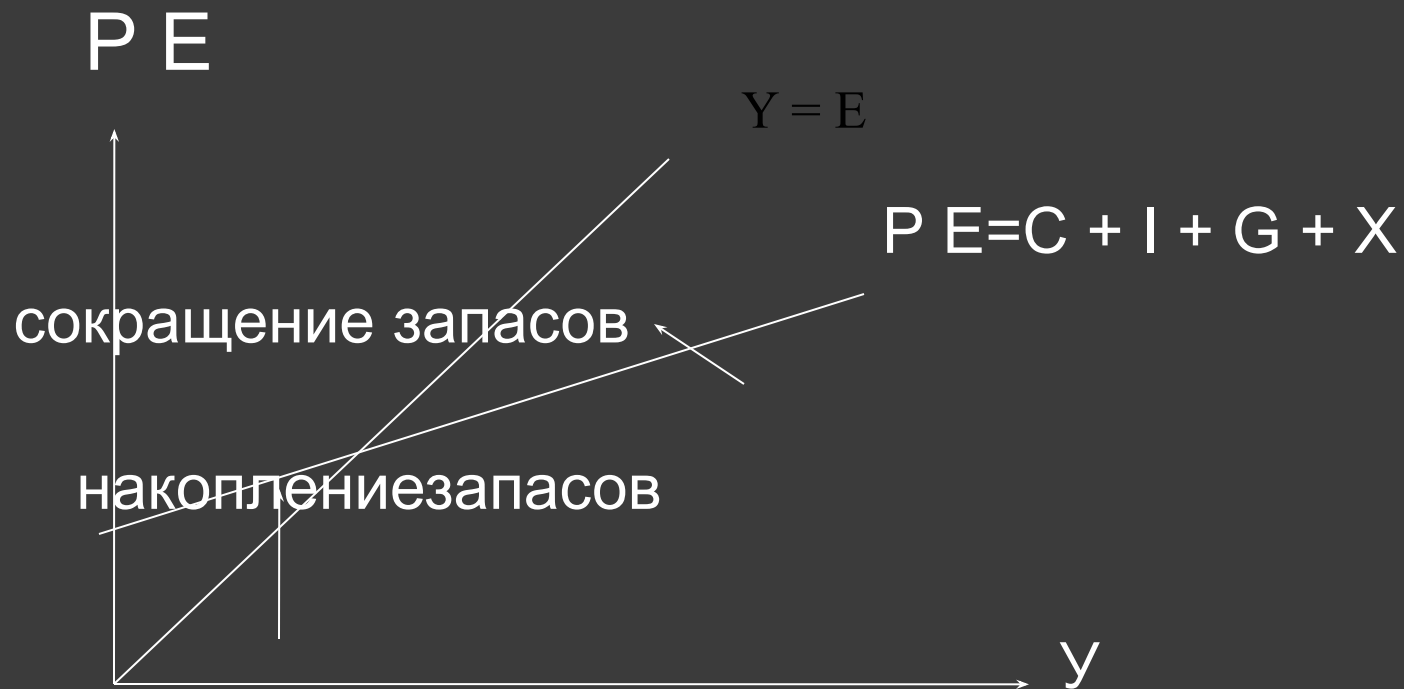 P E
Y = E
P E=C + I + G + X
сокращение запасов
накоплениезапасов
У